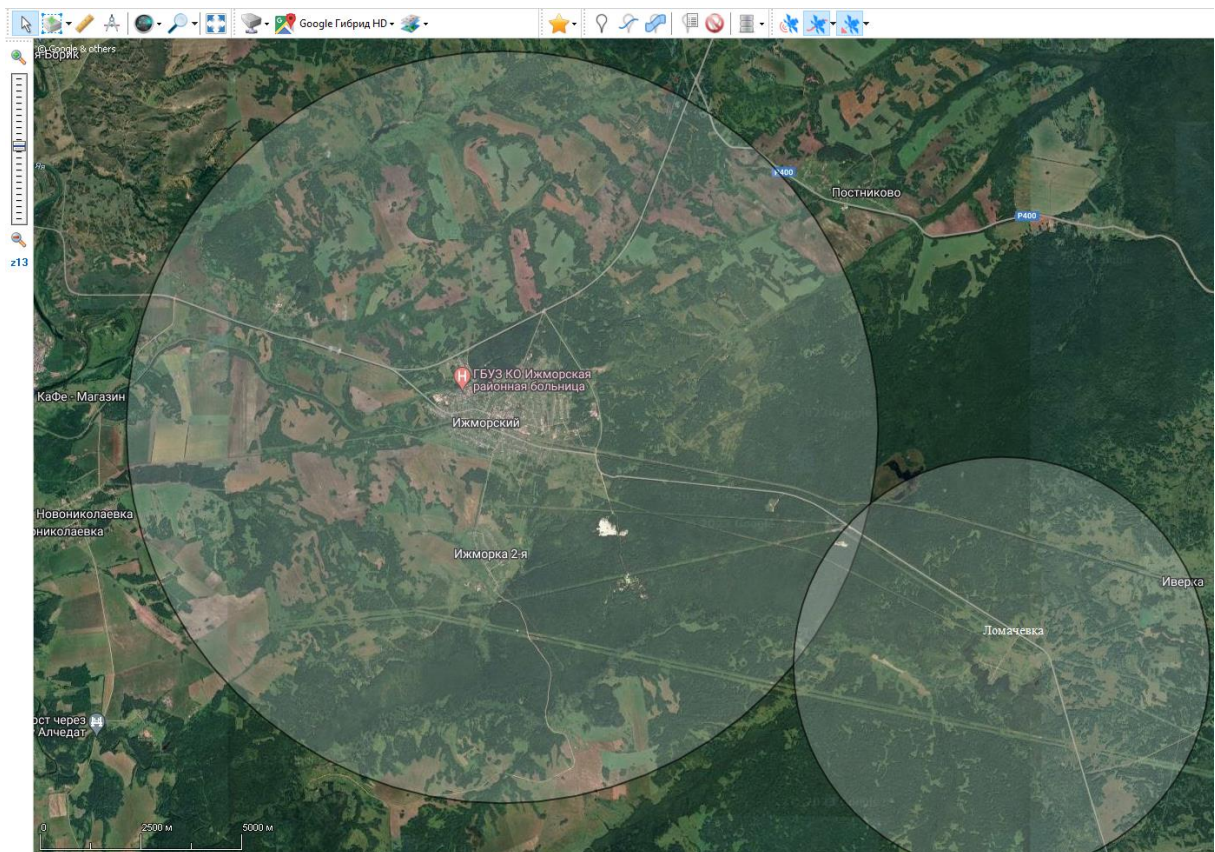 Google Гибрид HD
© Google & others
я Борик
z13
Р400
Постниково
Р400
ГБУЗ КО Ижморская
районная больница
КаФе - Магазин
Ижморский
Новониколаевка
ониколаевка
Ижморка 2-я
Иверка
Ломачевка
ост через
Алчедат
0
2500 м
5000 м